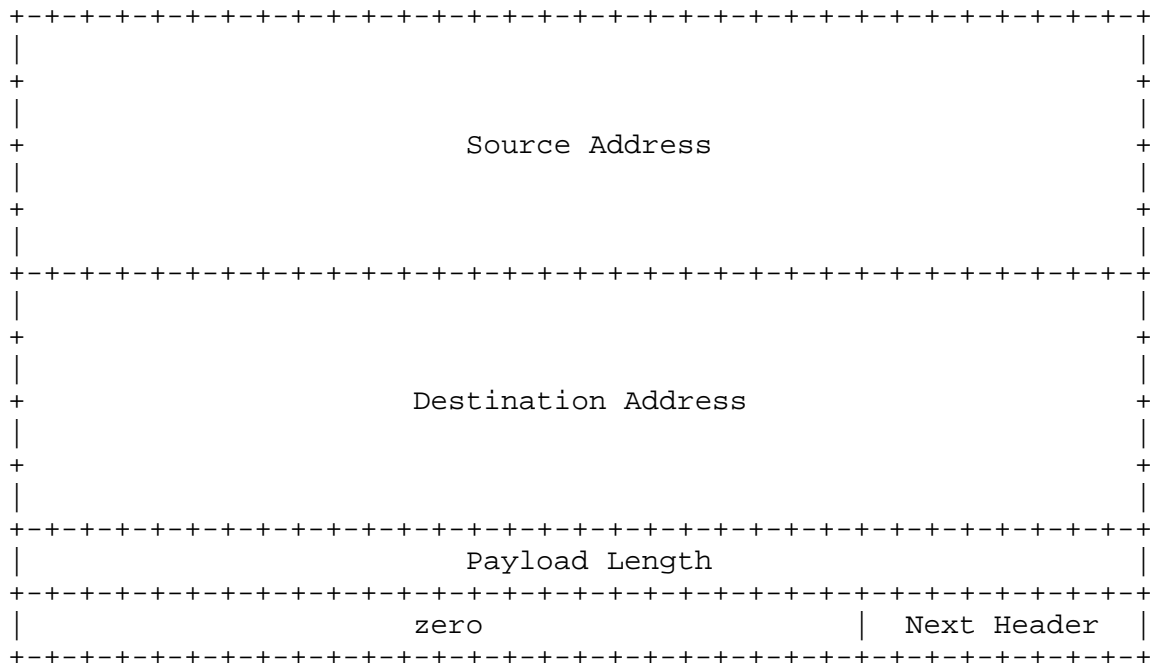 Source Address
Destination Address
Payload Length
zero Next Header